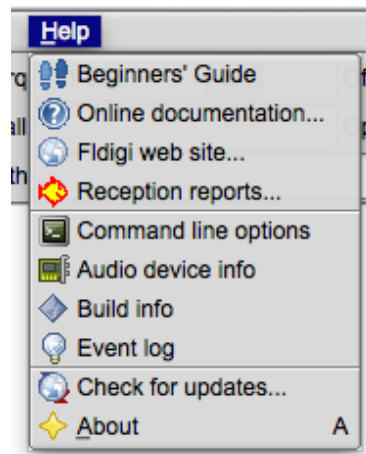 Help
Beginners' Guide
Online documentation...
Fldigi web site...
Reception reports...
Command line options
Audio device info
Build info
Event log
Check for updates...
About A